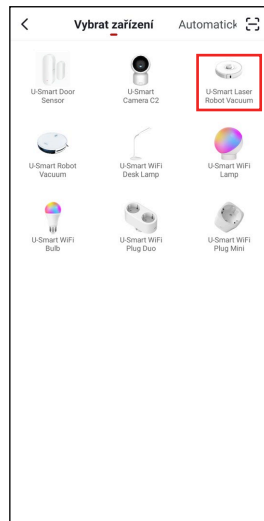 Vybrat zařízení
Automatick
U-Smart Door
Sensor
U-Smart
Camera C2
U-Smart Laser
Robot Vacuum
U-Smart Robot
Vacuum
U-Smart WiFi
Desk Lamp
U-Smart WiFi
Lamp
U-Smart WiFi
Bulb
U-Smart WiFi
Plug Duo
U-Smart WiFi
Plug Mini